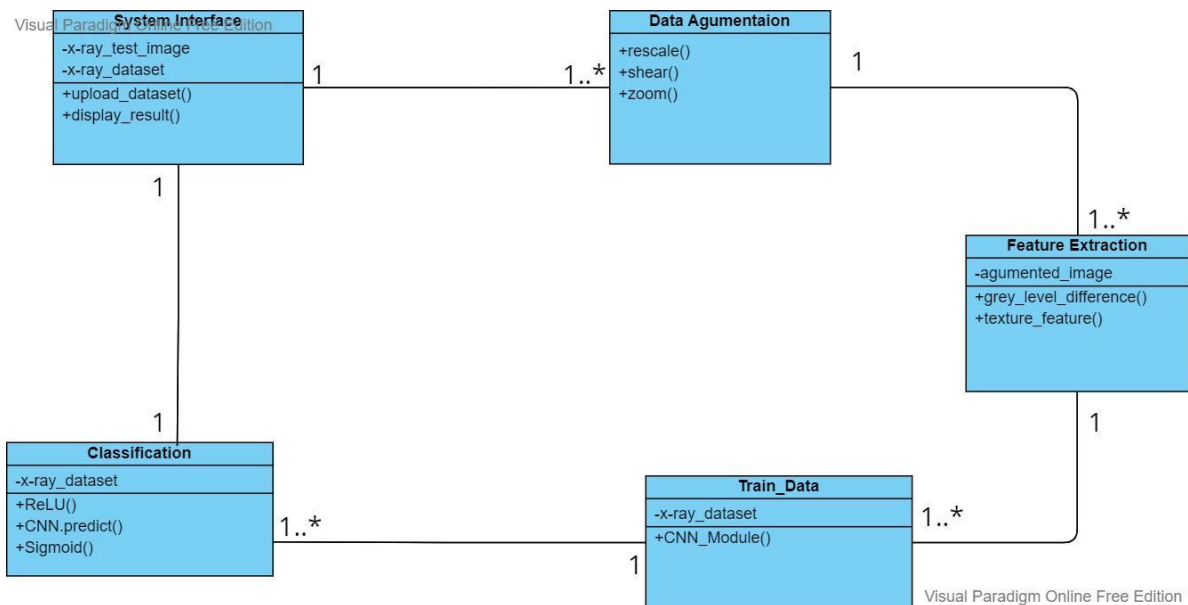 System Interface
Visual Paradigm Online Free Edition
-x-ray_test_image
-x-ray_dataset
+upload_dataset()
+display_result()
1
1..*
Data Agumentaion
+rescale()
+shear()
+zoom()
1
1..*
Feature Extraction
-agumented_image
+grey_level_difference()
+texture_feature()
1
1
1
Classification
-x-ray_dataset
+ReLU()
+CNN.predict()
+Sigmoid()
1..*
1
Train_Data
-x-ray_dataset
+CNN_Module()
1..*
Visual Paradigm Online Free Edition